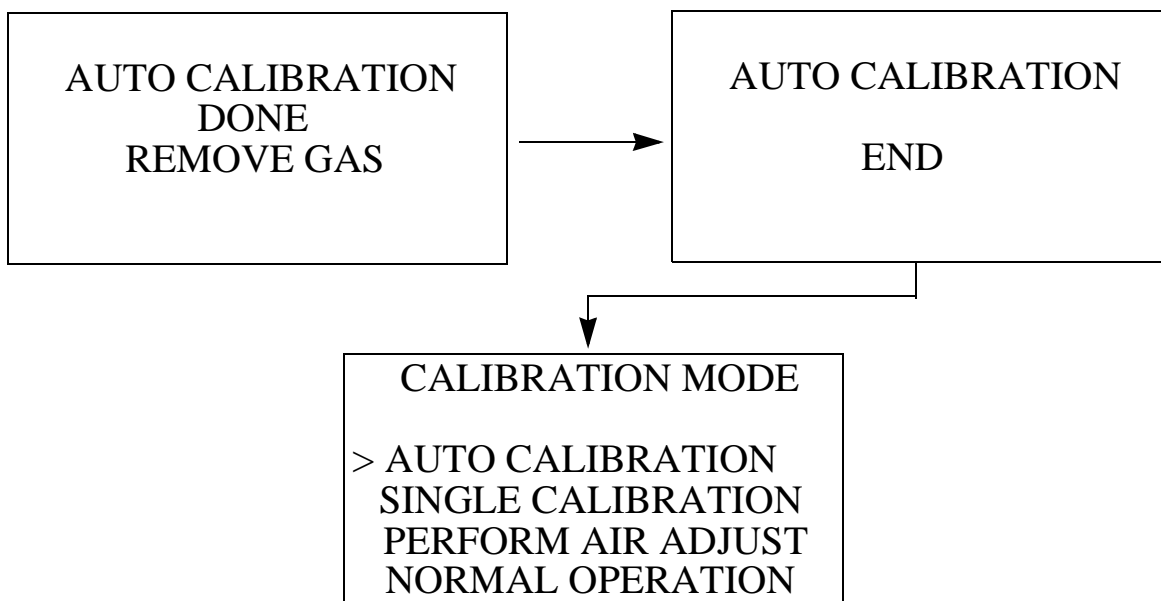 AUTO CALIBRATION
DONE
REMOVE GAS
AUTO CALIBRATION
END
CALIBRATION MODE
> AUTO CALIBRATION
SINGLE CALIBRATION
PERFORM AIR ADJUST
NORMAL OPERATION